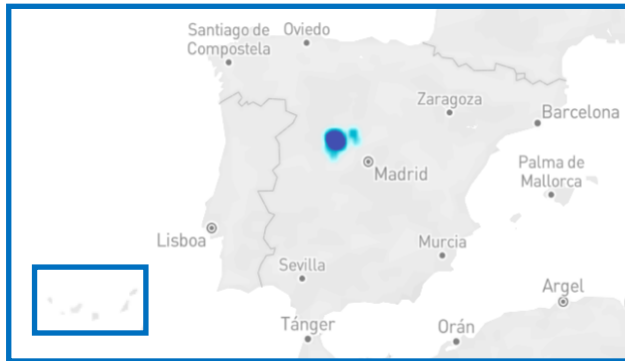 Santiago de
Compostela
Oviedo
Zaragoza
Barcelona
Madrid
Palma de
Mallorca
Lisboa
Murcia
Sevilla
Argel
Tánger
Orán